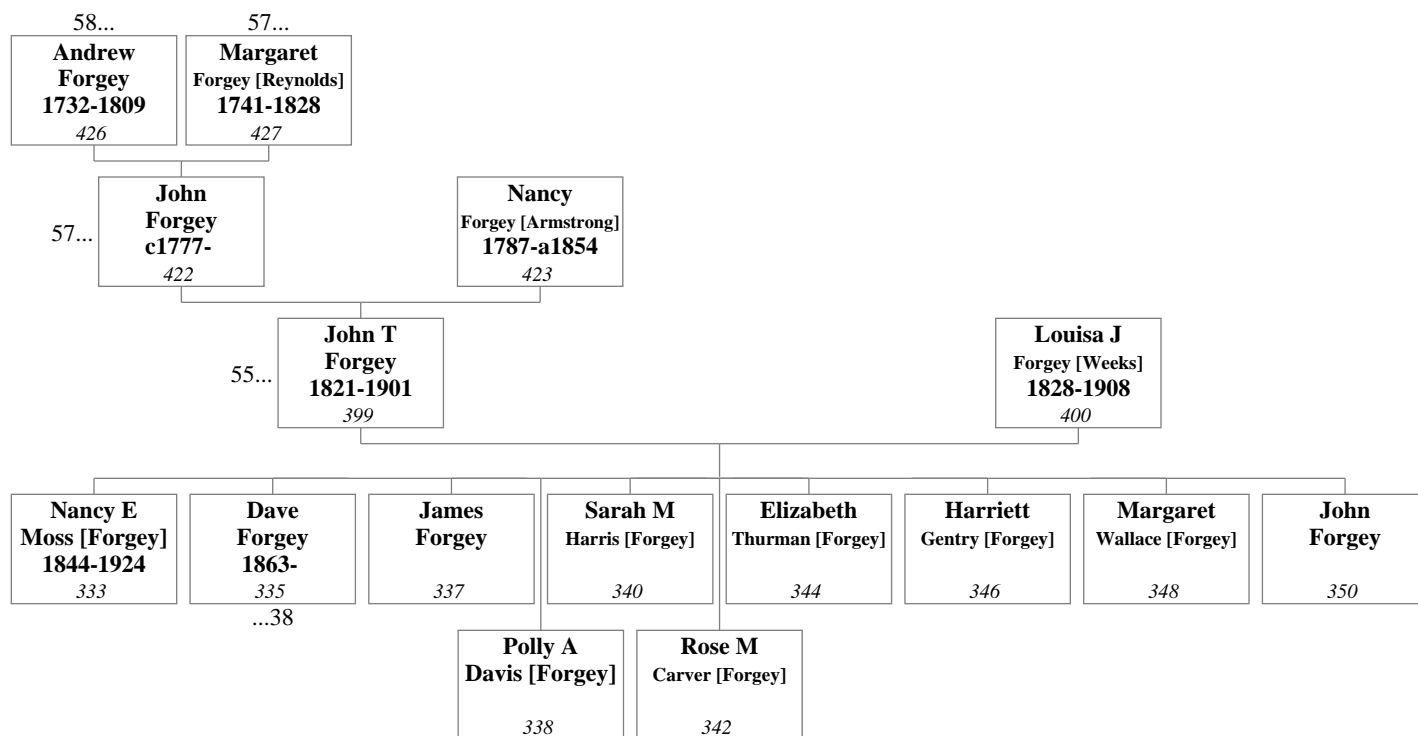 58...
57...
Andrew
Forgey
1732-1809
426
Margaret
Forgey [Reynolds]
1741-1828
427
57...
John
Forgey
c1777-
422
Nancy
Forgey [Armstrong]
1787-a1854
423
55...
John T
Forgey
1821-1901
399
Louisa J
Forgey [Weeks]
1828-1908
400
Nancy E
Moss [Forgey]
1844-1924
333
Dave
Forgey
1863-
335
...38
James
Forgey
337
Sarah M
Harris [Forgey]
340
Elizabeth
Thurman [Forgey]
344
Harriett
Gentry [Forgey]
346
Margaret
Wallace [Forgey]
348
John
Forgey
350
Polly A
Davis [Forgey]
338
Rose M
Carver [Forgey]
342